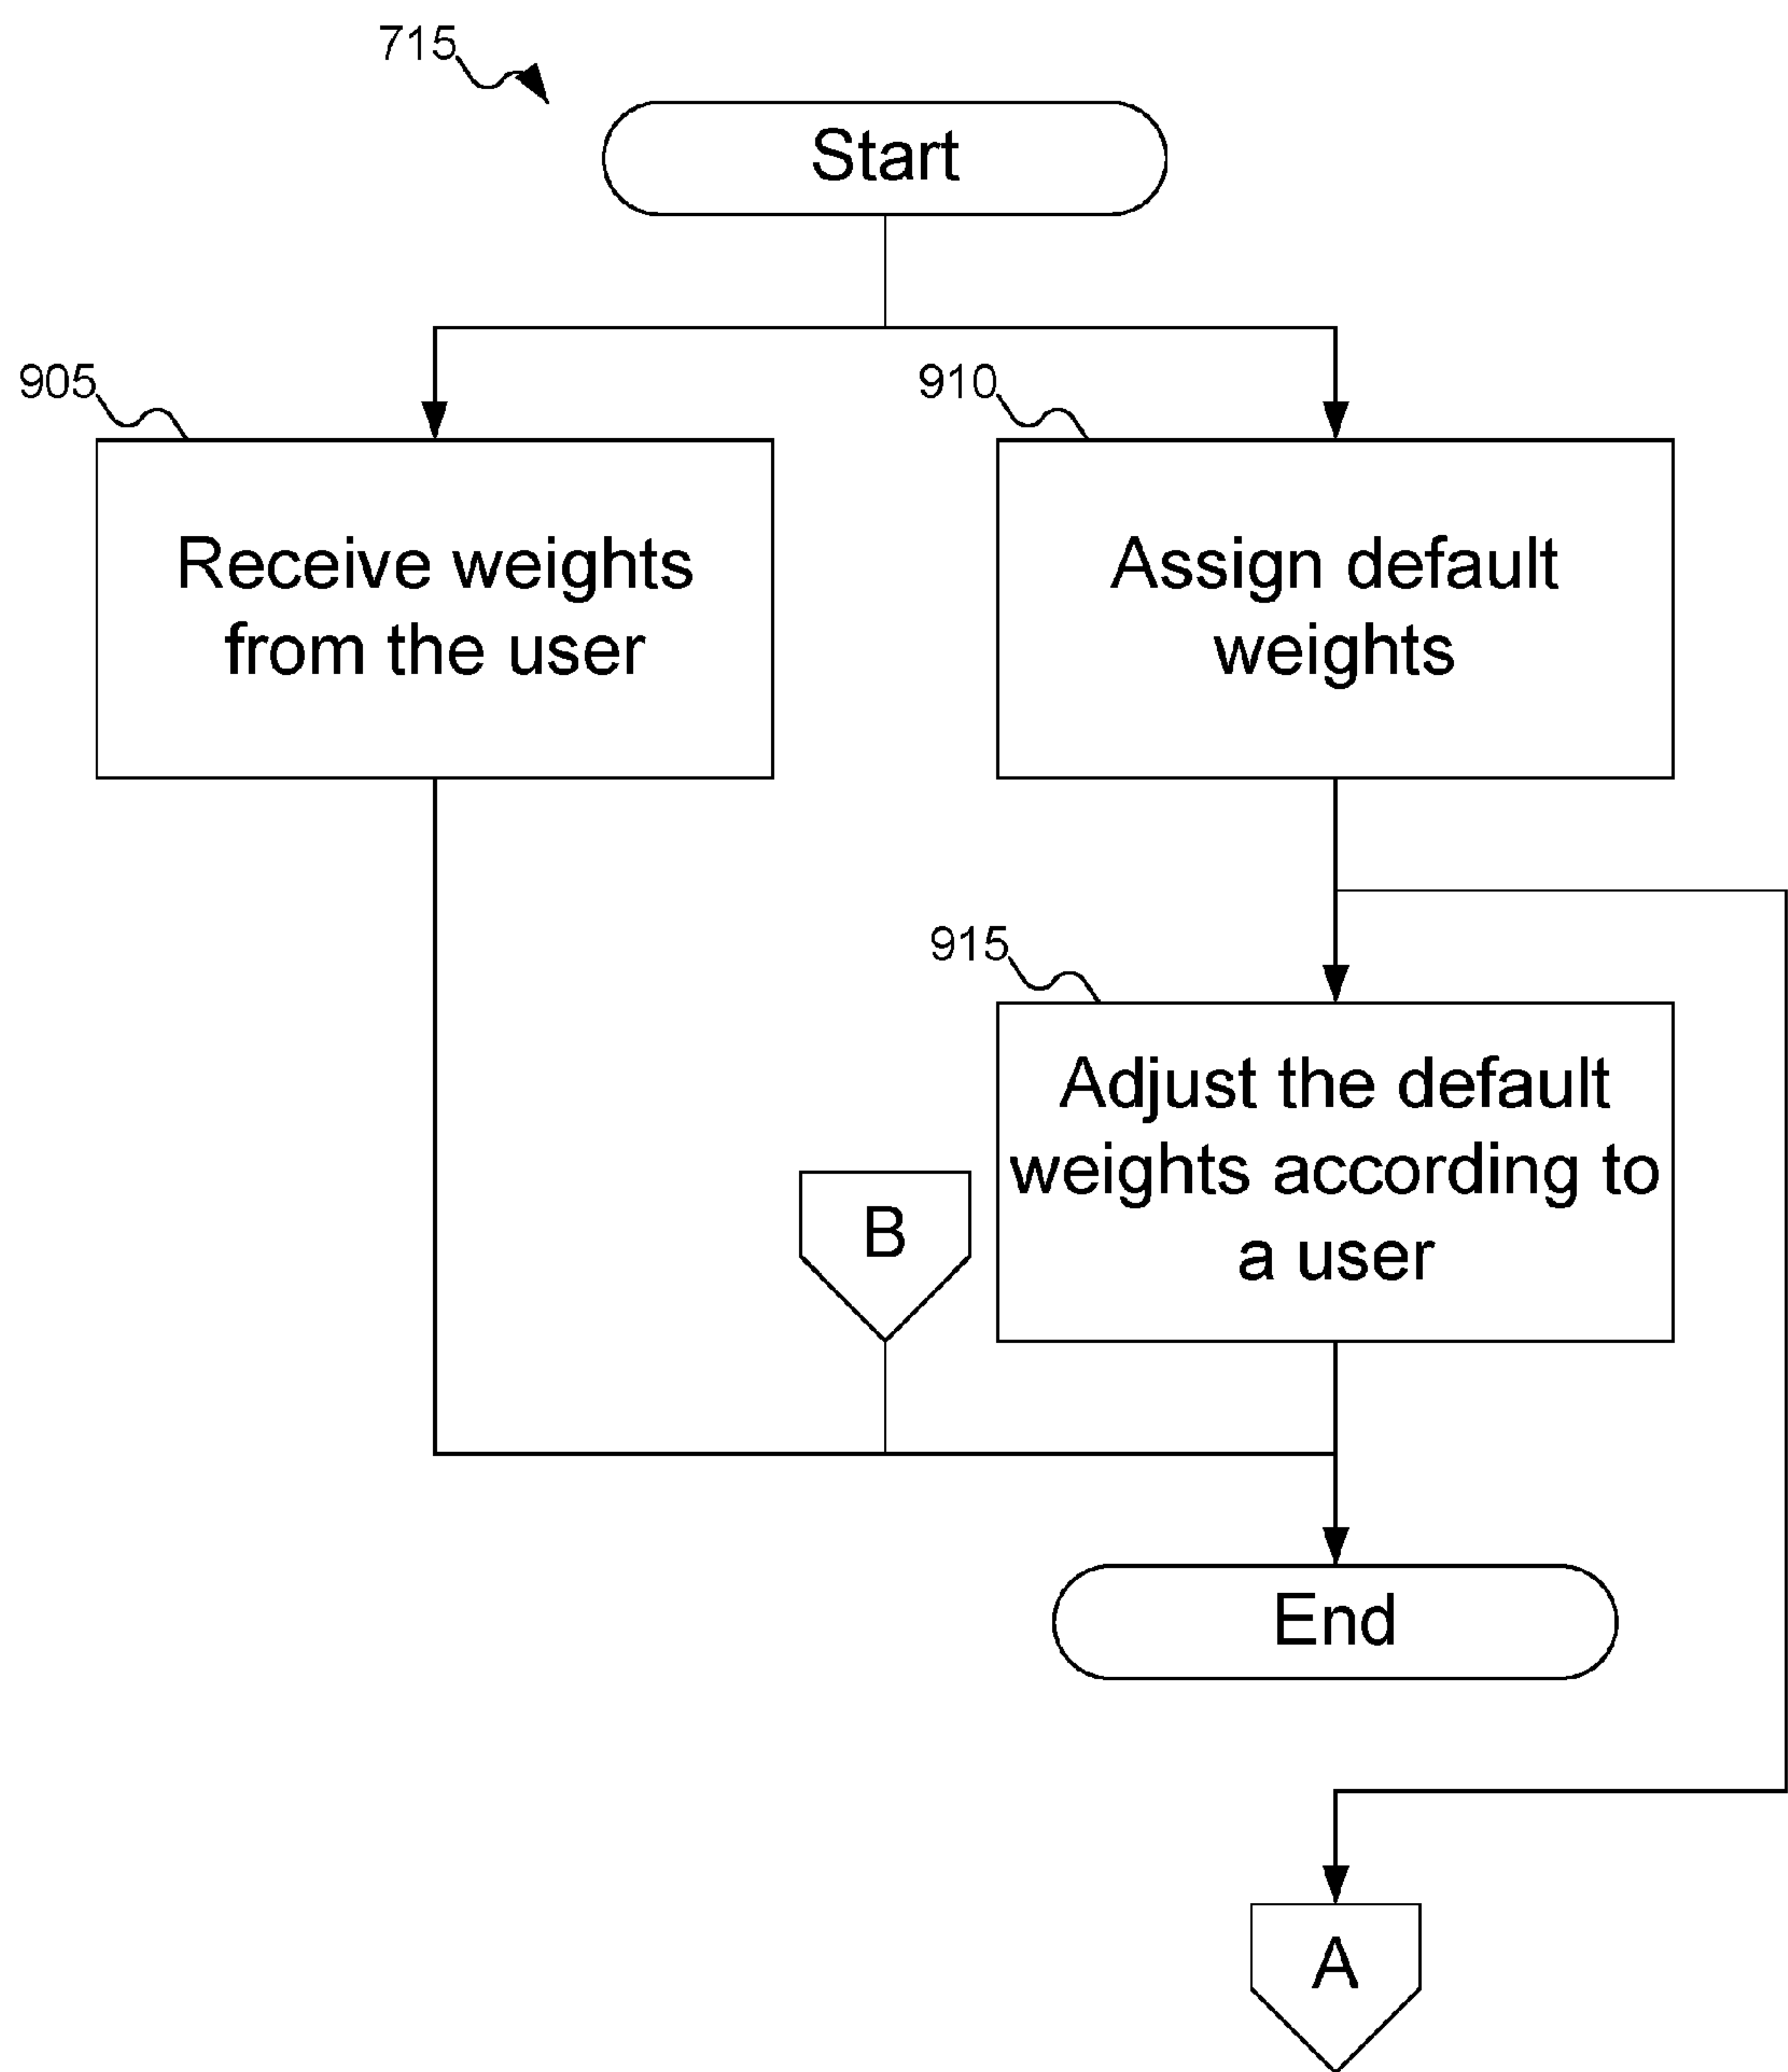 715
Start
905
910
Receive weights
from the user
Assign default
weights
915
Adjust the default
weights according to
a user
B
End
A